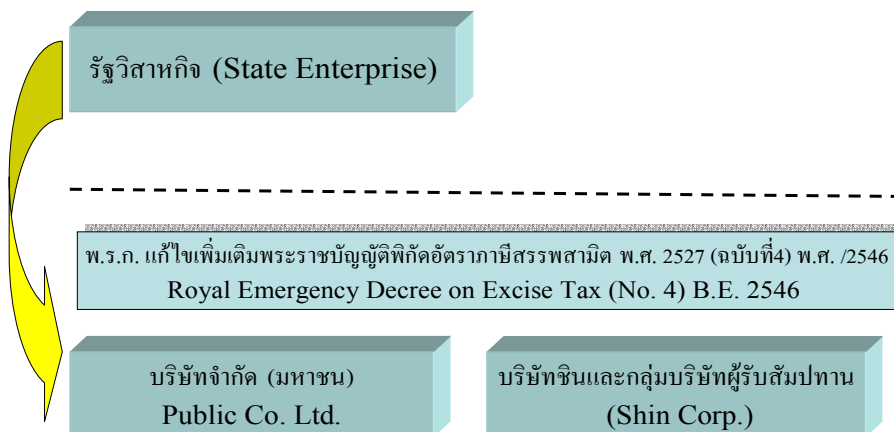 รัฐวิสาหกิจ (State Enterprise)
พ.ร.ก. แก้ไขเพิ่มเติมพระราชบัญญัติพิกัดอัตราภาษีสรรพสามิต พ.ศ. 2527 (ฉบับที่4) พ.ศ. /2546
Royal Emergency Decree on Excise Tax (No. 4) B.E. 2546
บริษัทจำกัด (มหาชน)
Public Co. Ltd.
บริษัทชินและกลุ่มบริษัทผู้รับสัมปทาน
(Shin Corp.)